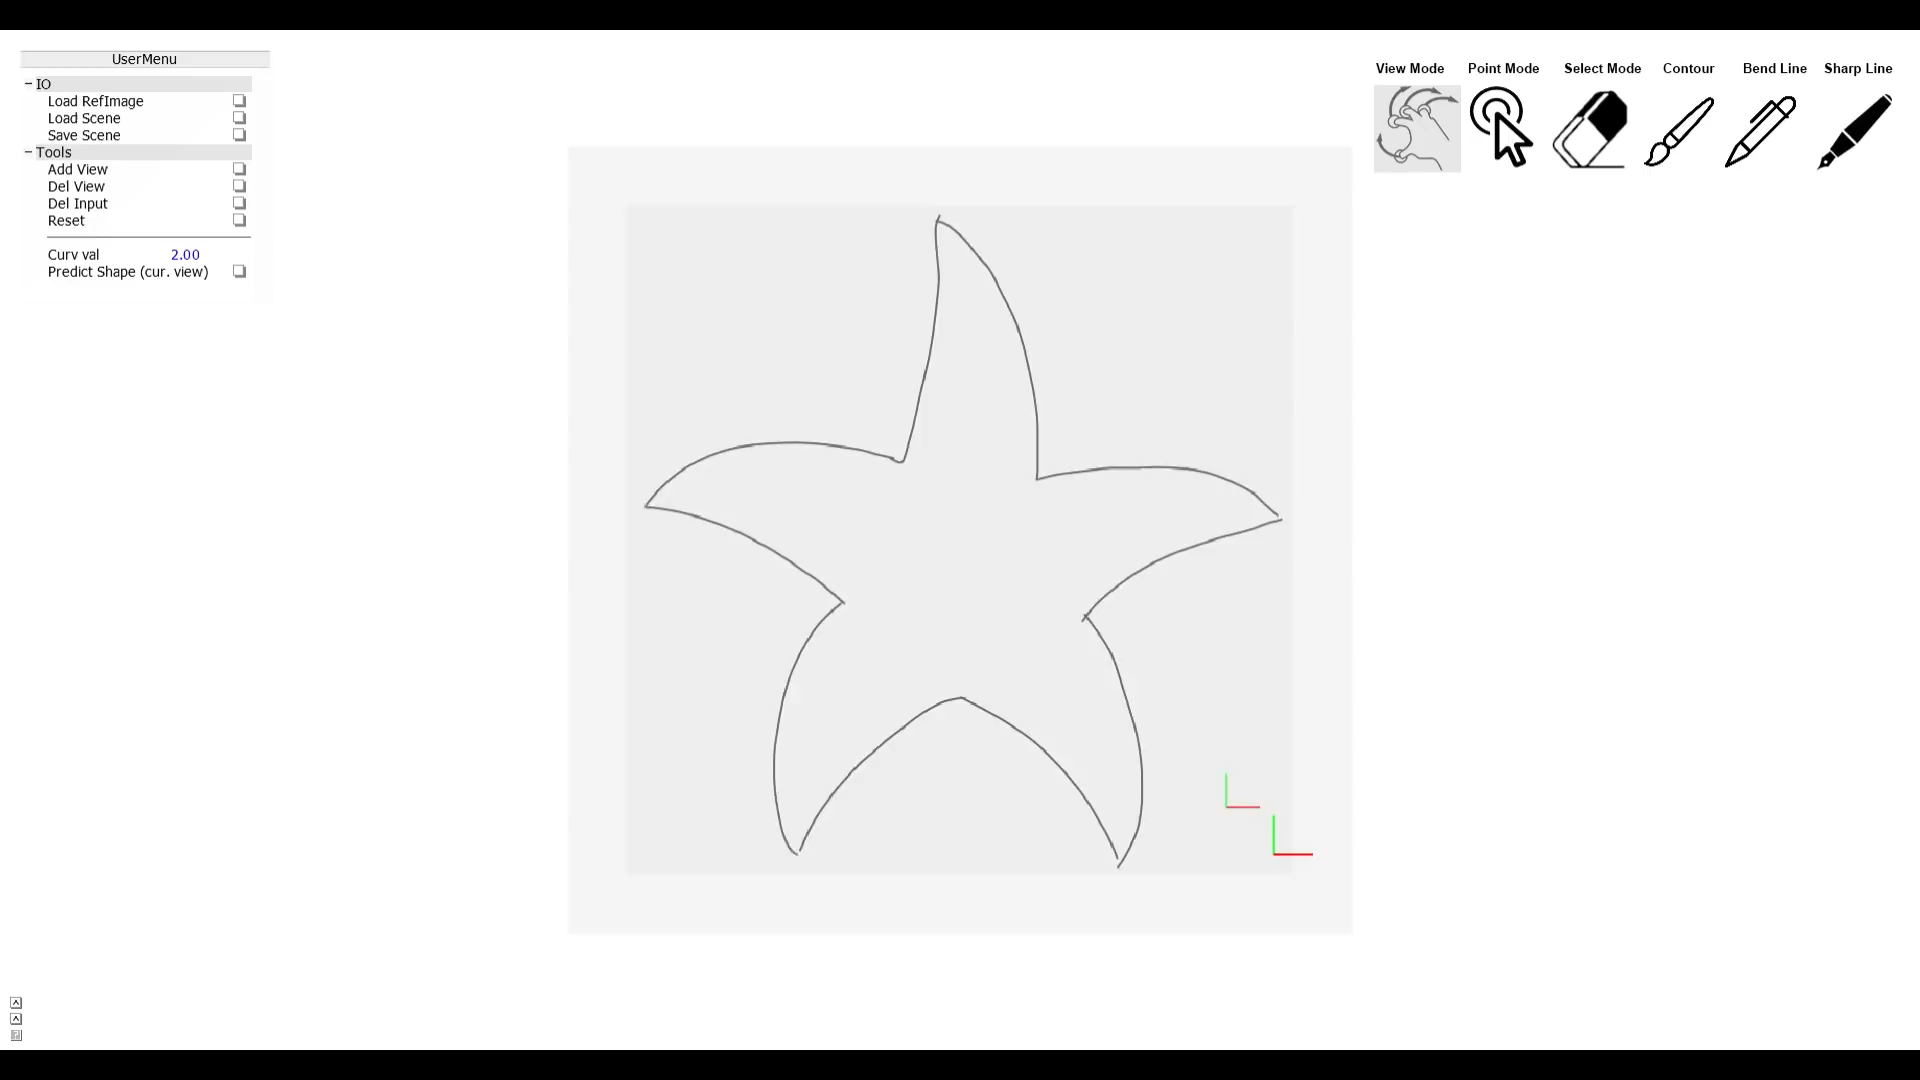 UserMenu
− IO
Load RefImage
Load Scene
Save Scene
− Tools
Add View
Del View
Del Input
Reset
Curv val 2.00
Predict Shape (cur. view)
View Mode Point Mode Select Mode Contour Bend Line Sharp Line